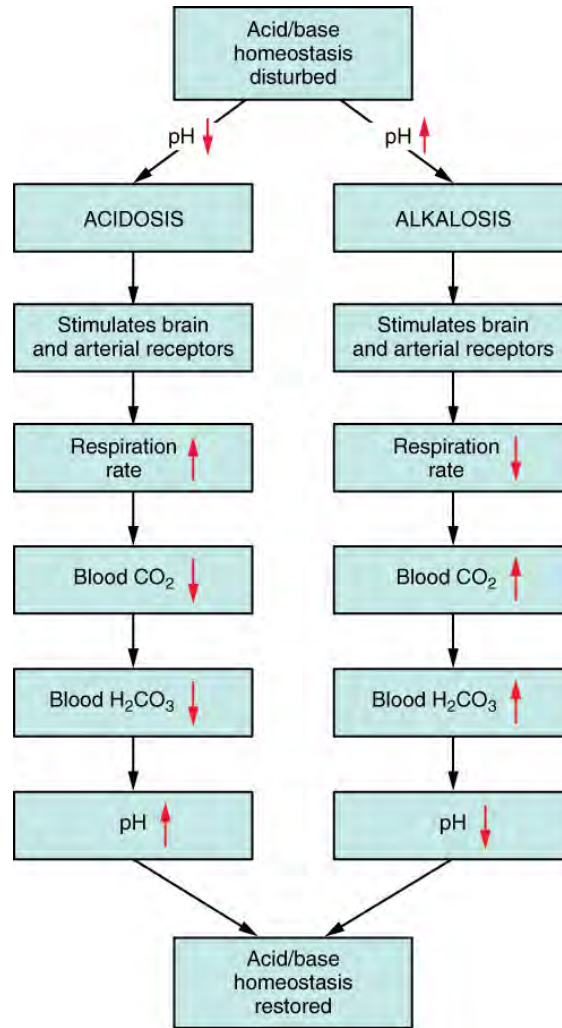 Acid/base
homeostasis
disturbed
pH
pH
ACIDOSIS
ALKALOSIS
Stimulates brain
and arterial receptors
Stimulates brain
and arterial receptors
Respiration
rate
Respiration
rate
Blood CO₂
Blood CO₂
Blood H₂CO₃
Blood H₂CO₃
pH
pH
Acid/base
homeostasis
restored